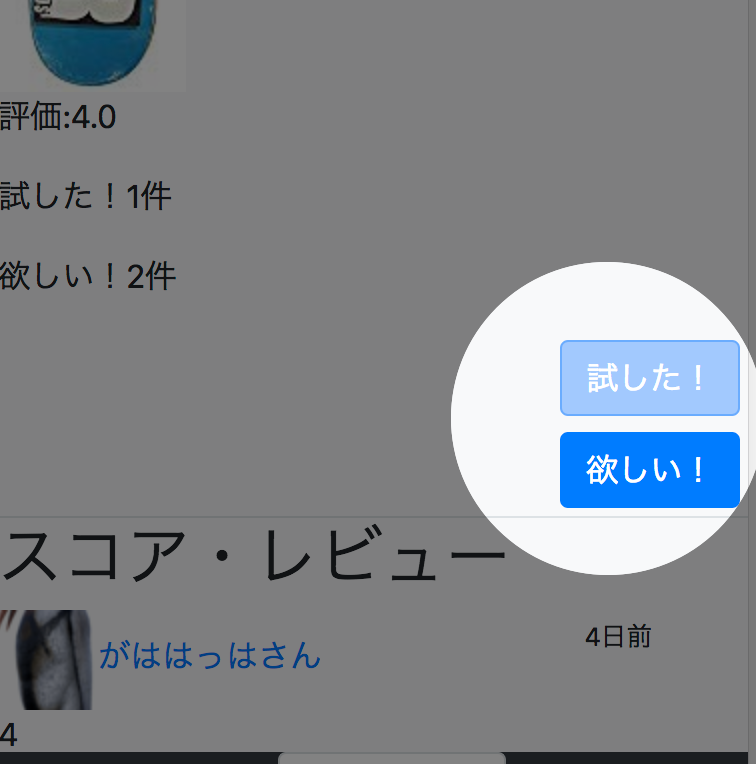 評価:4.0
試した！1件
欲しい！2件
試した！
欲しい！
スコア・レビュー
がははっはさん
4日前
4